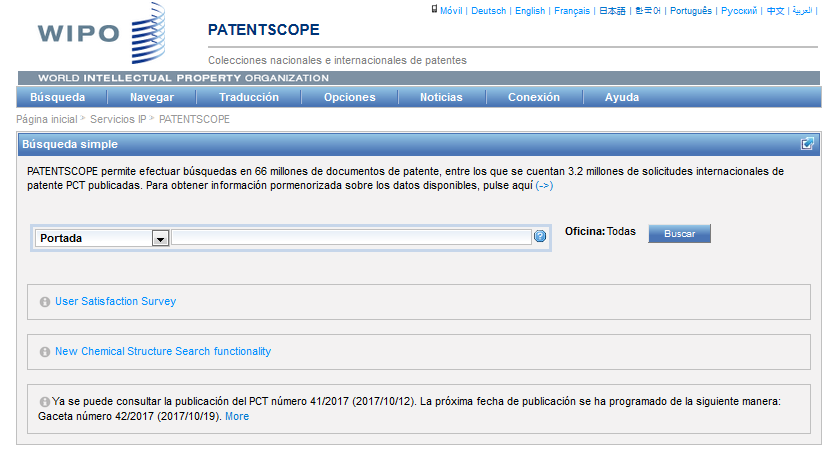 Móvil | Deutsch | English | Français | 日本語 | 한국어 | Português | Русский | 中文 | العربية |
WIPO
PATENTSCOPE
Colecciones nacionales e internacionales de patentes
WORLD INTELLECTUAL PROPERTY ORGANIZATION
Búsqueda Navegar Traducción Opciones Noticias Conexión Ayuda
Página inicial > Servicios IP > PATENTSCOPE
Búsqueda simple
PATENTSCOPE permite efectuar búsquedas en 66 millones de documentos de patente, entre los que se cuentan 3.2 millones de solicitudes internacionales de
patente PCT publicadas. Para obtener información pormenorizada sobre los datos disponibles, pulse aquí (->)
Portada ? Oficina: Todas Buscar
User Satisfaction Survey
New Chemical Structure Search functionality
Ya se puede consultar la publicación del PCT número 41/2017 (2017/10/12). La próxima fecha de publicación se ha programado de la siguiente manera:
Gaceta número 42/2017 (2017/10/19). More